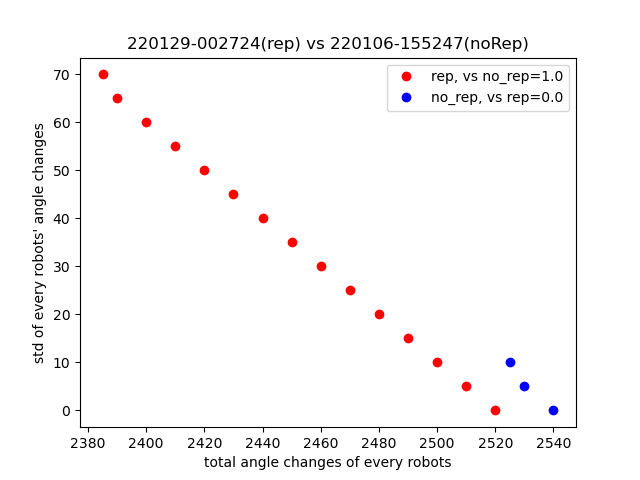 220129-002724(rep) vs 220106-155247(noRep)
rep, vs no_rep=1.0
no_rep, vs rep=0.0
std of every robots' angle changes
70
60
50
40
30
20
10
0
2380 2400 2420 2440 2460 2480 2500 2520 2540
total angle changes of every robots